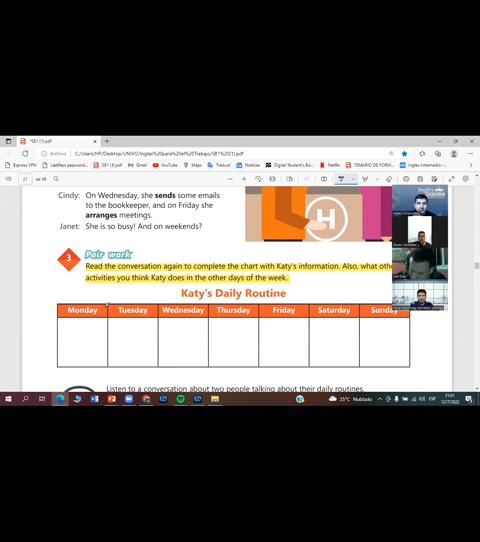 *SB1 (1).pdf
Archivo
C:/Users/HP/Desktop/UNIVO/Ingles%20para%20el%20Trabajo/SB1%20(1).pdf
Express VPN
LastPass password...
SB1 (1).pdf
Gmail
YouTube
Maps
Traducir
Noticias
Digital Student's Bo...
Netflix
TEMARIO DE FORM...
Inglés Intermedio -...
21
de 48
Cindy: On Wednesday, she sends some emails
to the bookkeeper, and on Friday she
arranges meetings.
Janet: She is so busy! And on weekends?
H
3
Pair work
Read the conversation again to complete the chart with Katy's information. Also, what oth
activities you think Katy does in the other days of the week.
Katy's Daily Routine
Monday Tuesday Wednesday Thursday Friday Saturday Sunday
Listen to a conversation about two people talking about their daily routines.
25°C Nublado
ESP
21:01
12/7/2022